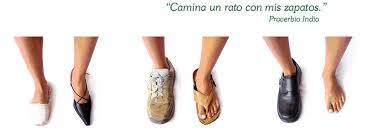 “Camina un rato con mis zapatos.”
Proverbio Indio